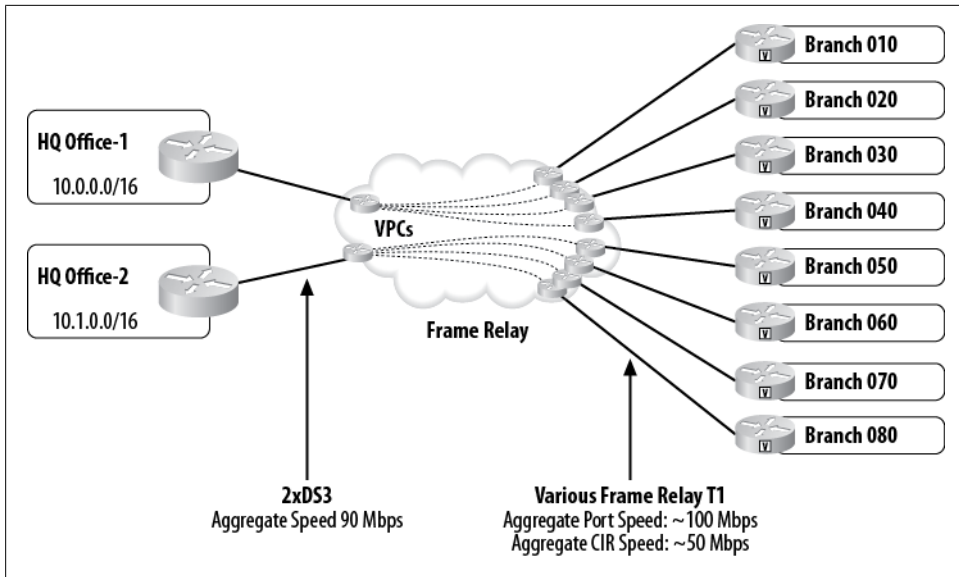 HQ Office-1
10.0.0.0/16
HQ Office-2
10.1.0.0/16
VPCs
Frame Relay
Branch 010
V
Branch 020
V
Branch 030
V
Branch 040
V
Branch 050
V
Branch 060
V
Branch 070
V
Branch 080
V
2xDS3
Aggregate Speed 90 Mbps
Various Frame Relay T1
Aggregate Port Speed: ~100 Mbps
Aggregate CIR Speed: ~50 Mbps